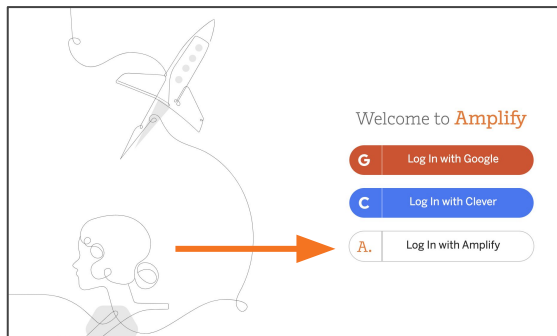 Welcome to Amplify
G Log In with Google
C Log In with Clever
A. Log In with Amplify